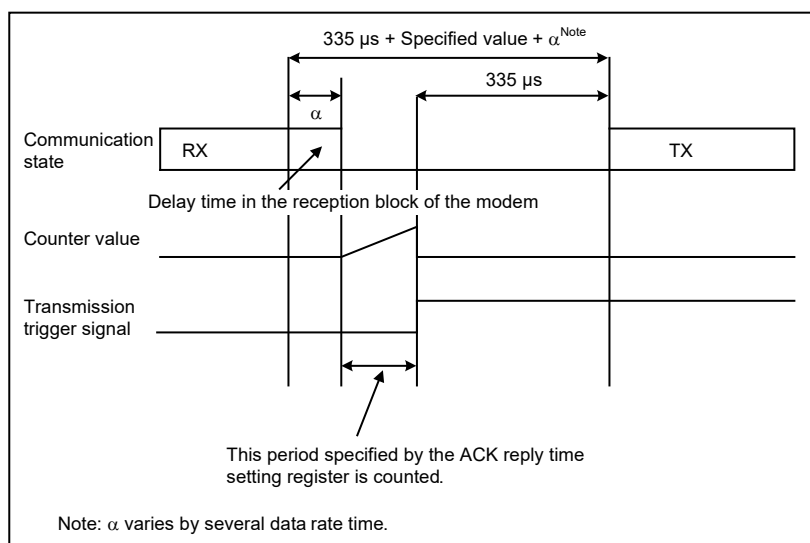 335 µs + Specified value + α^Note
335 µs
α
Communication
state
RX
TX
Delay time in the reception block of the modem
Counter value
Transmission
trigger signal
This period specified by the ACK reply time
setting register is counted.
Note: α varies by several data rate time.